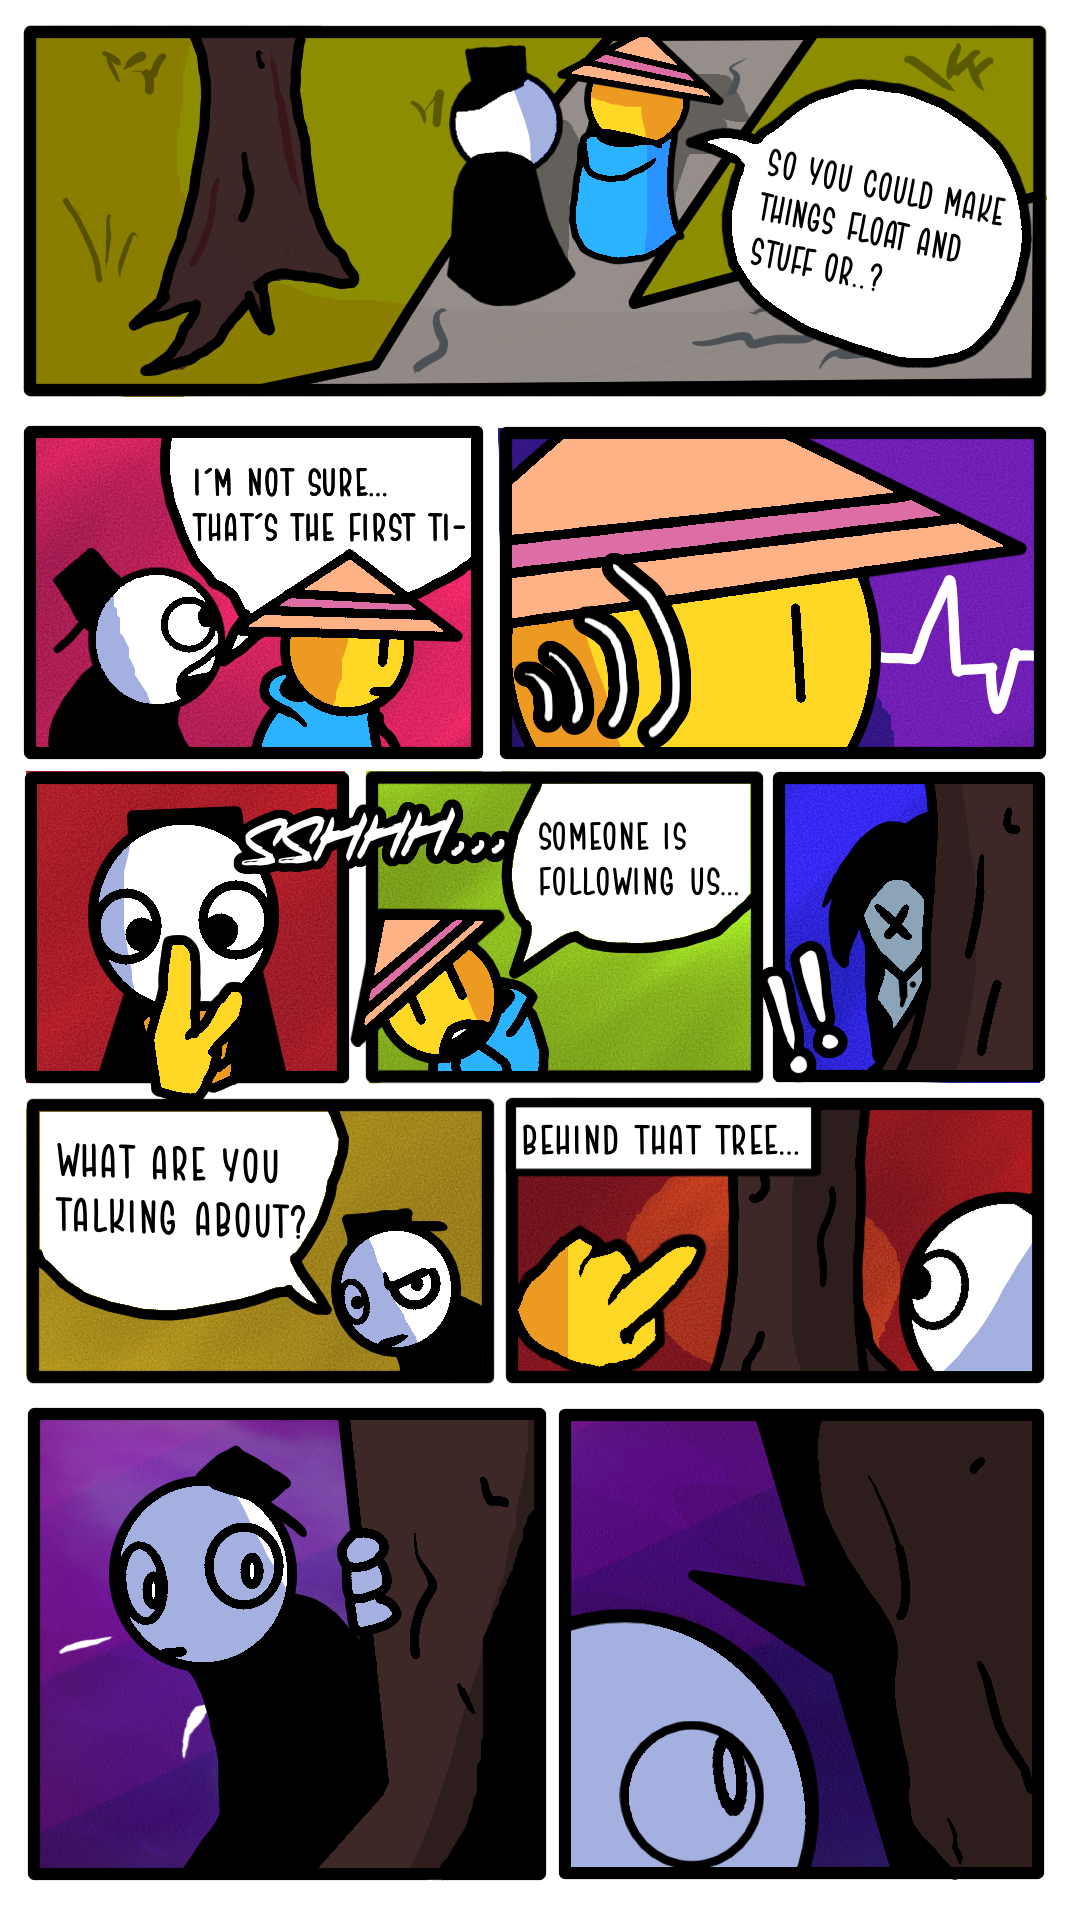 SO YOU COULD MAKE
THINGS FLOAT AND
STUFF OR..?
I'M NOT SURE...
THAT'S THE FIRST TI-
SSHHH...
SOMEONE IS
FOLLOWING US...
!!
WHAT ARE YOU
TALKING ABOUT?
BEHIND THAT TREE...